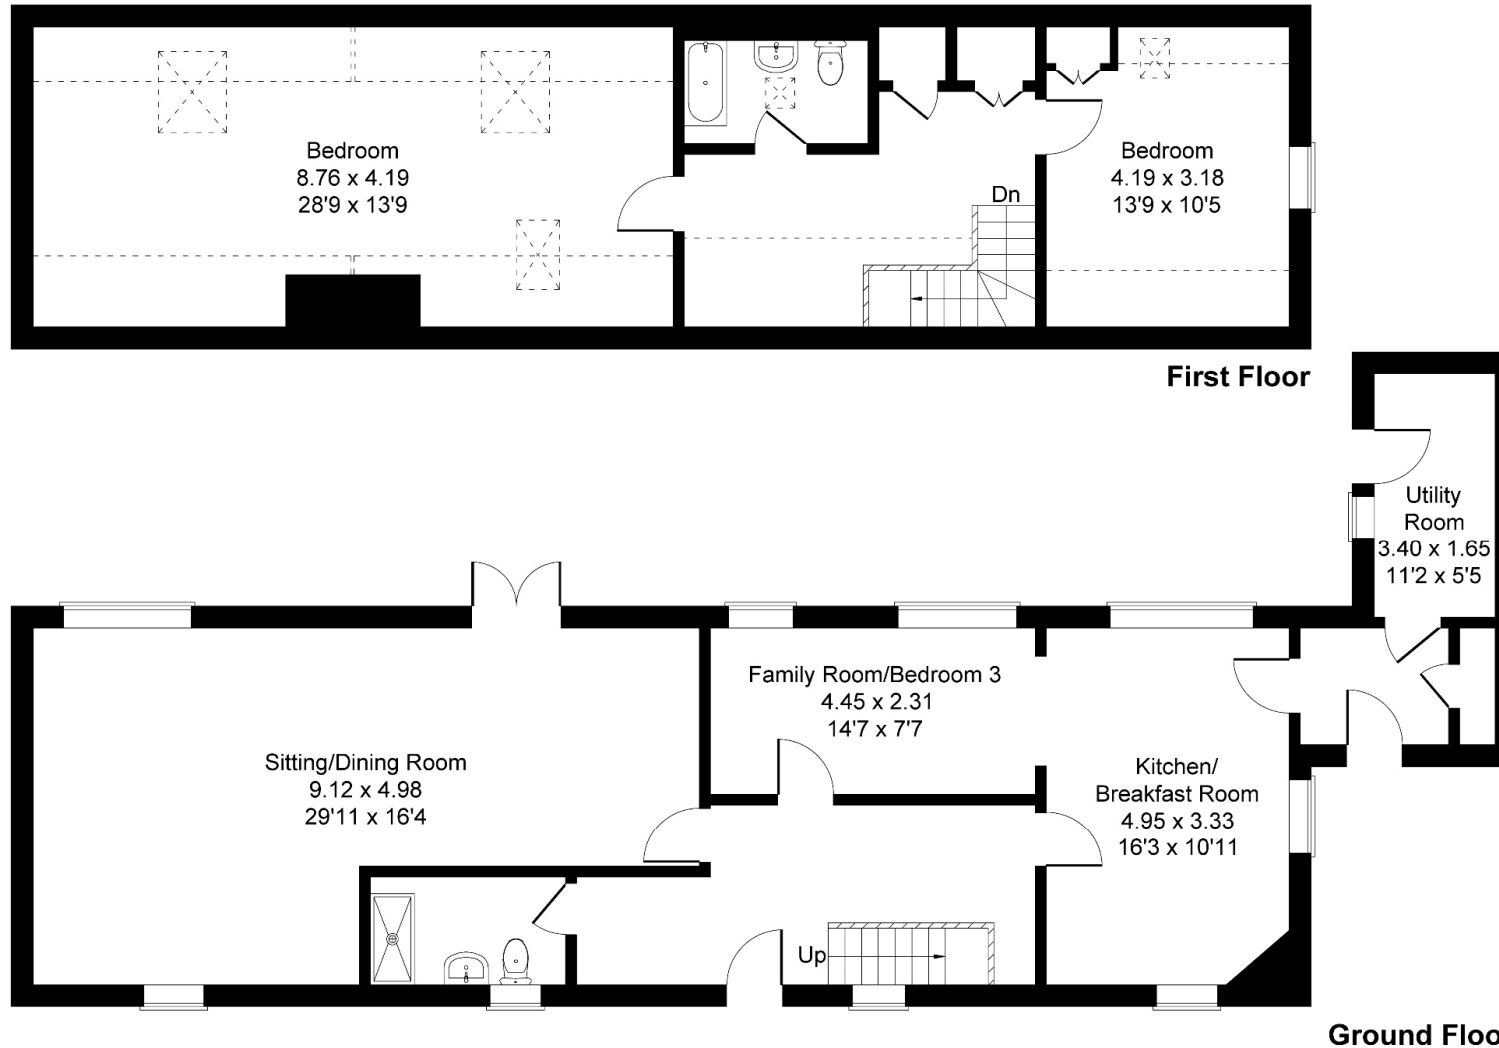 Bedroom
8.76 x 4.19
28'9 x 13'9
Bedroom
4.19 x 3.18
13'9 x 10'5
Dn
First Floor
Utility
Room
3.40 x 1.65
11'2 x 5'5
Family Room/Bedroom 3
4.45 x 2.31
14'7 x 7'7
Sitting/Dining Room
9.12 x 4.98
29'11 x 16'4
Kitchen/
Breakfast Room
4.95 x 3.33
16'3 x 10'11
Up
Ground Floo